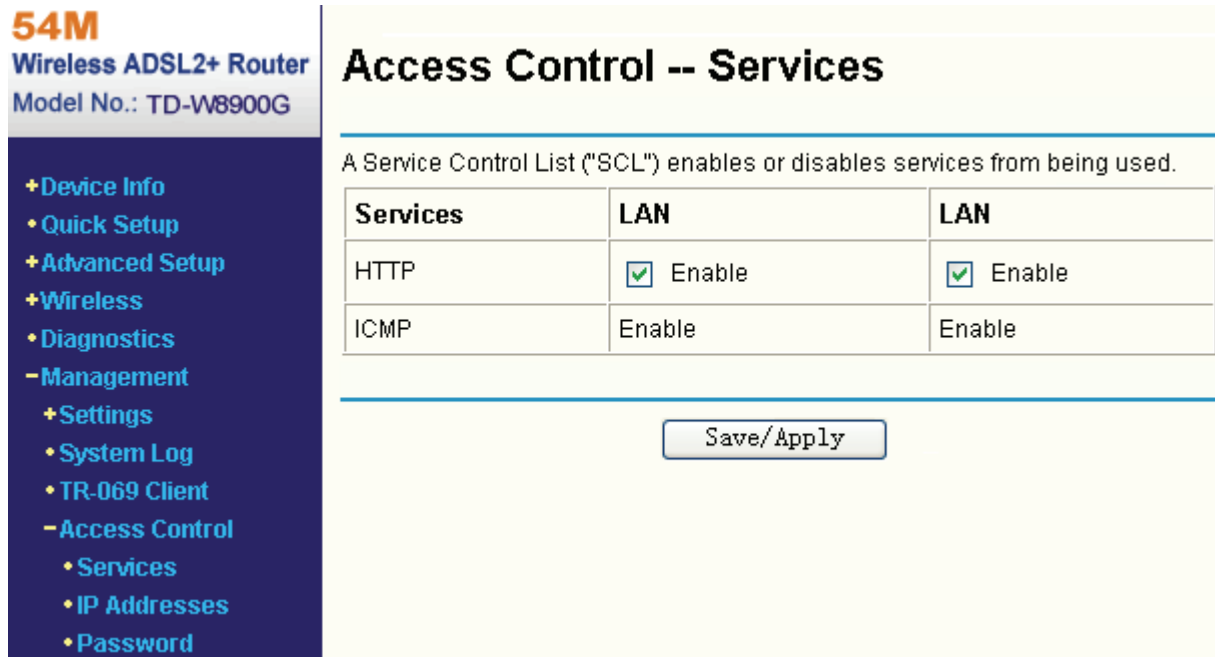 54M
Wireless ADSL2+ Router
Model No.: TD-W8900G
+Device Info
•Quick Setup
+Advanced Setup
+Wireless
•Diagnostics
-Management
+Settings
•System Log
•TR-069 Client
-Access Control
•Services
•IP Addresses
•Password
Access Control -- Services
A Service Control List ("SCL") enables or disables services from being used.
Services LAN LAN
HTTP Enable Enable
ICMP Enable Enable
Save/Apply